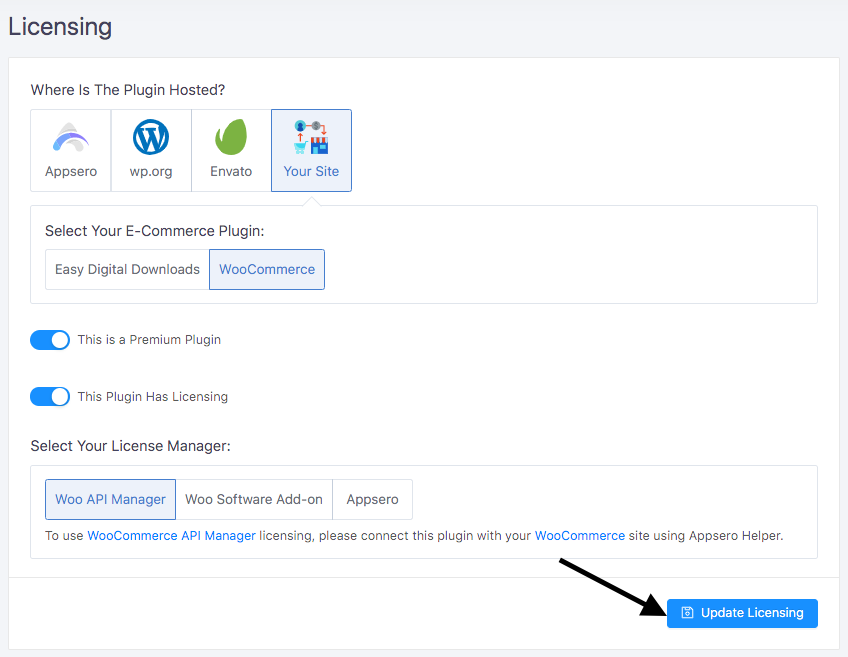 Licensing
Where Is The Plugin Hosted?
Appsero
wp.org
Envato
Your Site
Select Your E-Commerce Plugin:
Easy Digital Downloads
WooCommerce
This is a Premium Plugin
This Plugin Has Licensing
Select Your License Manager:
Woo API Manager
Woo Software Add-on
Appsero
To use WooCommerce API Manager licensing, please connect this plugin with your WooCommerce site using Appsero Helper.
Update Licensing